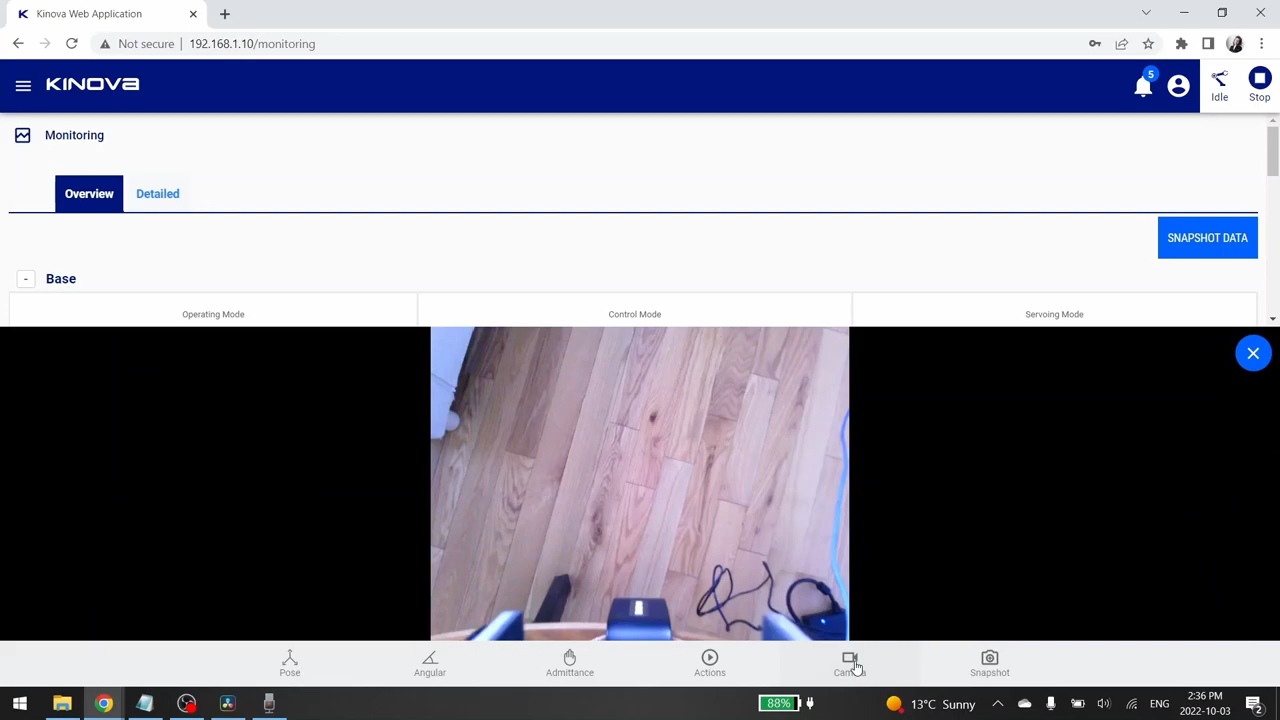 Kinova Web Application
Not secure 192.168.1.10/monitoring
KINOVA
5
Idle
Stop
Monitoring
Overview
Detailed
SNAPSHOT DATA
- Base
Operating Mode
Control Mode
Servoing Mode
Pose
Angular
Admittance
Actions
Snapshot
88%
13°C Sunny
ENG
2:36 PM
2022-10-03
2